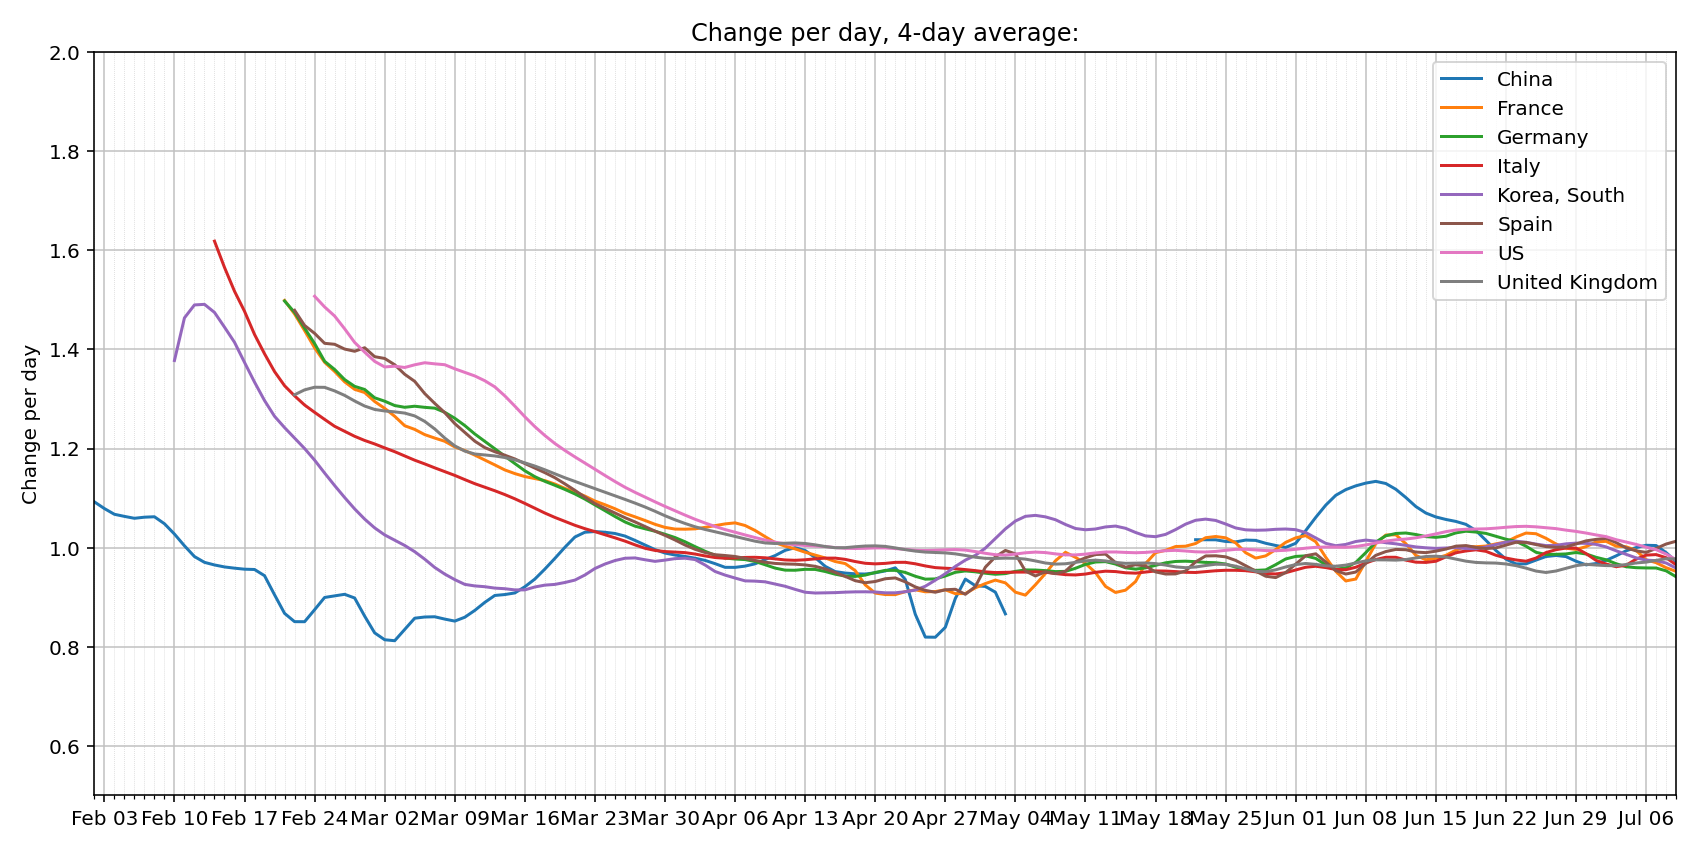 Change per day, 4-day average:
2.0
1.8
1.6
1.4
1.2
1.0
0.8
0.6
Change per day
China
France
Germany
Italy
Korea, South
Spain
US
United Kingdom
Feb 03 Feb 10 Feb 17 Feb 24 Mar 02 Mar 09 Mar 16 Mar 23 Mar 30 Apr 06 Apr 13 Apr 20 Apr 27 May 04 May 11 May 18 May 25 Jun 01 Jun 08 Jun 15 Jun 22 Jun 29 Jul 06